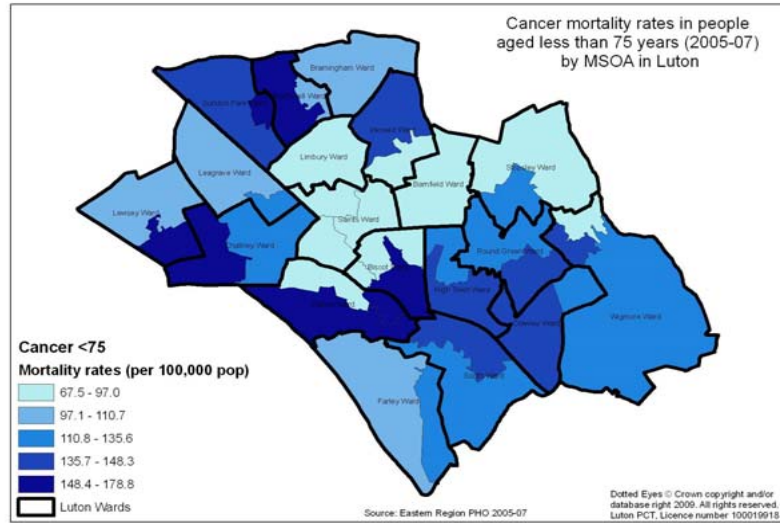 Cancer mortality rates in people
aged less than 75 years (2005-07)
by MSOA in Luton
Bramingham Ward
Limbury Ward
Stopsley Ward
Leagrave Ward
Barnfield Ward
Lewsey Ward
Saints Ward
Challney Ward
Round Green Ward
Biscot
High Town Ward
Wigmore Ward
Crawley Ward
South Ward
Farley Ward
Cancer <75
Mortality rates (per 100,000 pop)
67.5 - 97.0
97.1 - 110.7
110.8 - 135.6
135.7 - 148.3
148.4 - 178.8
Luton Wards
Source: Eastern Region PHO 2005-07
Dotted Eyes © Crown copyright and/or
database right 2009. All rights reserved.
Luton PCT, Licence number 100019918